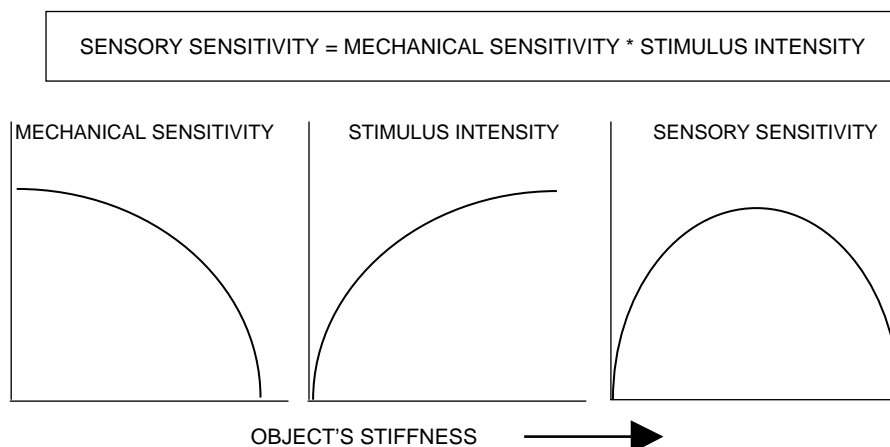 SENSORY SENSITIVITY = MECHANICAL SENSITIVITY * STIMULUS INTENSITY
MECHANICAL SENSITIVITY
STIMULUS INTENSITY
SENSORY SENSITIVITY
OBJECT'S STIFFNESS